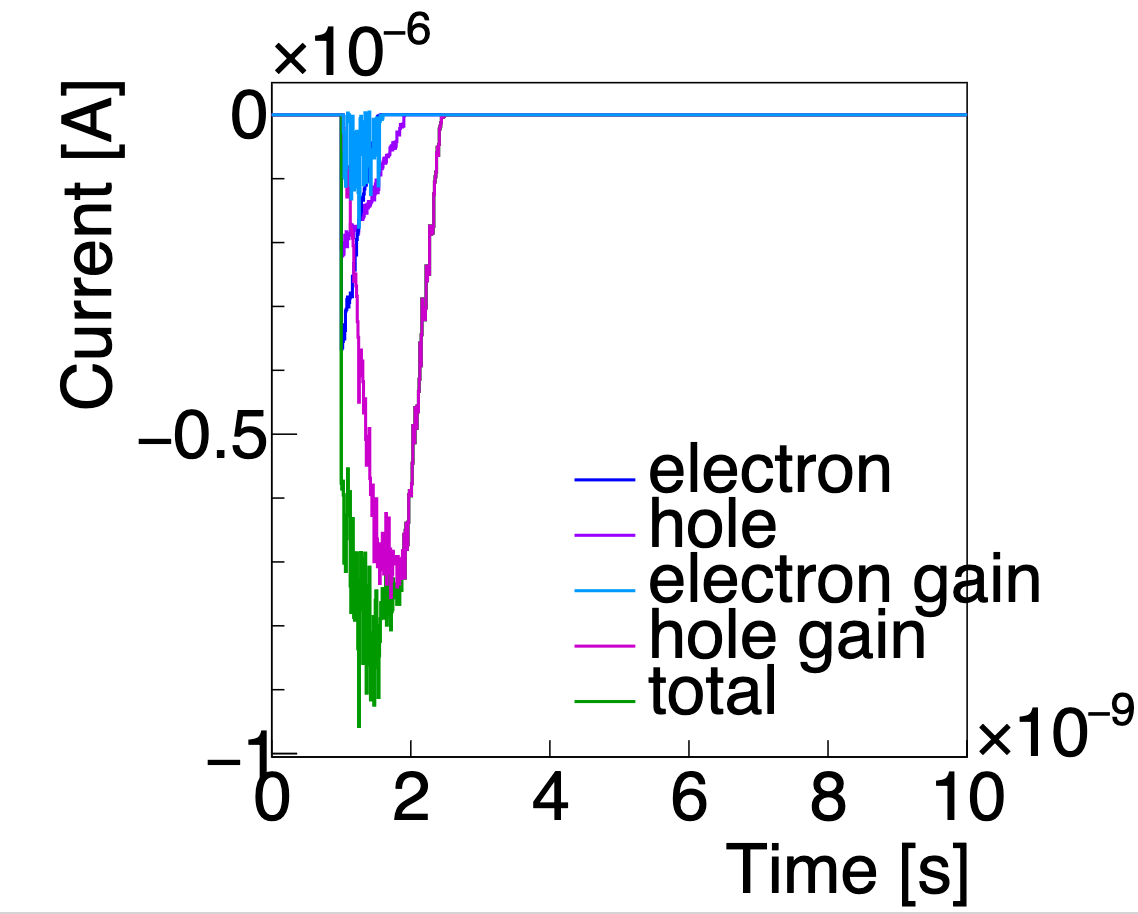 ×10⁻⁶
Current [A]
0
−0.5
−1
electron
hole
electron gain
hole gain
total
×10⁻⁹
0 2 4 6 8 10
Time [s]